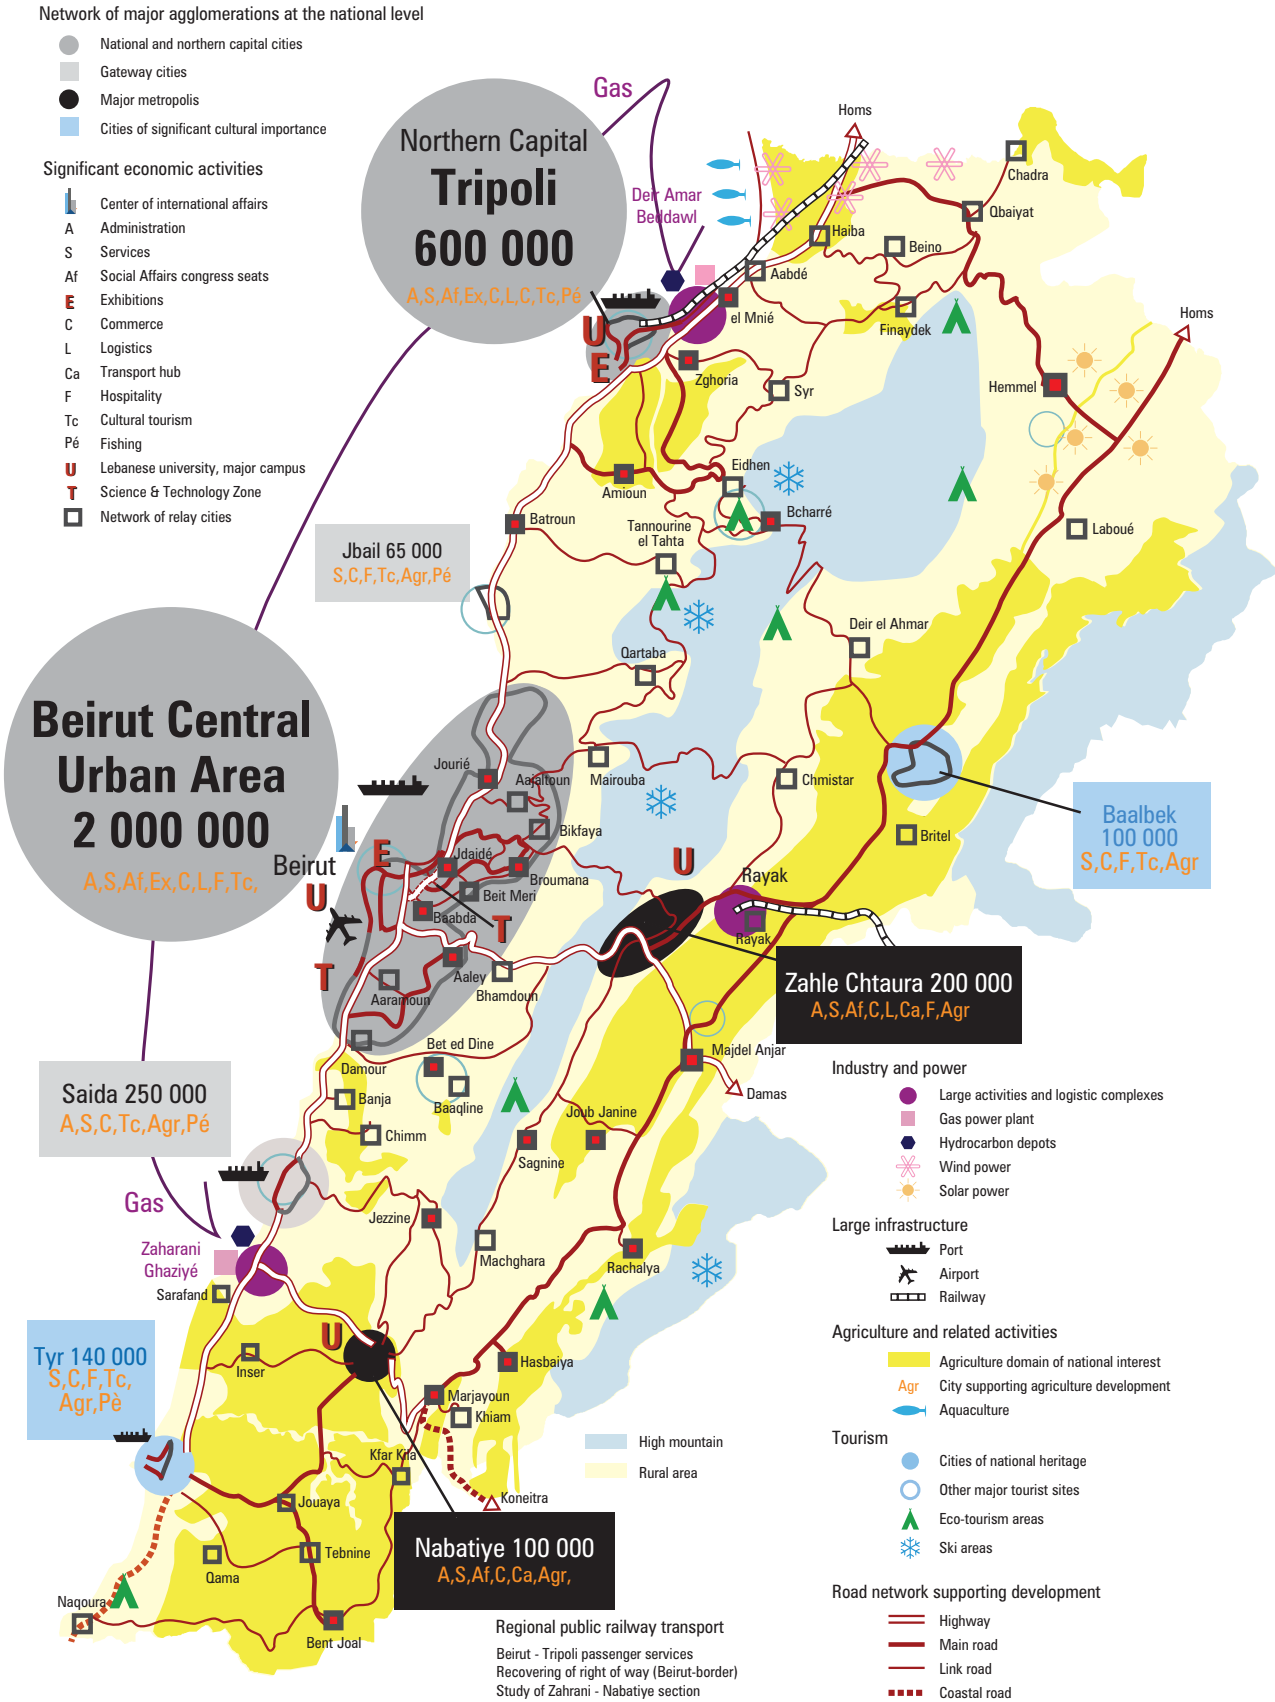 Network of major agglomerations at the national level
National and northern capital cities
Gateway cities
Major metropolis
Cities of significant cultural importance
Significant economic activities
Center of international affairs
A Administration
S Services
Af Social Affairs congress seats
E Exhibitions
C Commerce
L Logistics
Ca Transport hub
F Hospitality
Tc Cultural tourism
Pé Fishing
U Lebanese university, major campus
T Science & Technology Zone
Network of relay cities
Gas
Northern Capital
Tripoli
600 000
A,S,Af,Ex,C,L,C,Tc,Pé
Deir Amar
Beddawl
Homs
Chadra
Qbaiyat
Haiba
Beino
Aabdé
el Mnié
Finaydek
Homs
U
E
Zghoria
Syr
Hemmel
Eidhen
Amioun
Bcharré
Batroun
Tannourine
el Tahta
Laboué
Jbail 65 000
S,C,F,Tc,Agr,Pé
Deir el Ahmar
Qartaba
Beirut Central
Urban Area
2 000 000
A,S,Af,Ex,C,L,F,Tc,
Jourié
Aajaltoun
Mairouba
Chmistar
Bikfaya
Baalbek
100 000
S,C,F,Tc,Agr
Britel
Beirut
E
Jdaidé
Broumana
U
Rayak
U
Beit Meri
Baabda
T
Rayak
T
Aaley
Bhamdoun
Aaramoun
Zahle Chtaura 200 000
A,S,Af,C,L,Ca,F,Agr
Bet ed Dine
Majdel Anjar
Damour
Damas
Saida 250 000
A,S,C,Tc,Agr,Pé
Banja
Baaqline
Joub Janine
Chimm
Sagnine
Gas
Jezzine
Zaharani
Ghaziyé
Machghara
Rachalya
Sarafand
U
Tyr 140 000
S,C,F,Tc,
Agr,Pè
Inser
Hasbaiya
Marjayoun
Khiam
Kfar Kila
Koneitra
Jouaya
Nabatiye 100 000
A,S,Af,C,Ca,Agr,
Tebnine
Qama
Naqoura
Bent Joal
Industry and power
Large activities and logistic complexes
Gas power plant
Hydrocarbon depots
Wind power
Solar power
Large infrastructure
Port
Airport
Railway
Agriculture and related activities
Agriculture domain of national interest
Agr City supporting agriculture development
Aquaculture
High mountain
Rural area
Tourism
Cities of national heritage
Other major tourist sites
Eco-tourism areas
Ski areas
Road network supporting development
Highway
Main road
Link road
Coastal road
Regional public railway transport
Beirut - Tripoli passenger services
Recovering of right of way (Beirut-border)
Study of Zahrani - Nabatiye section